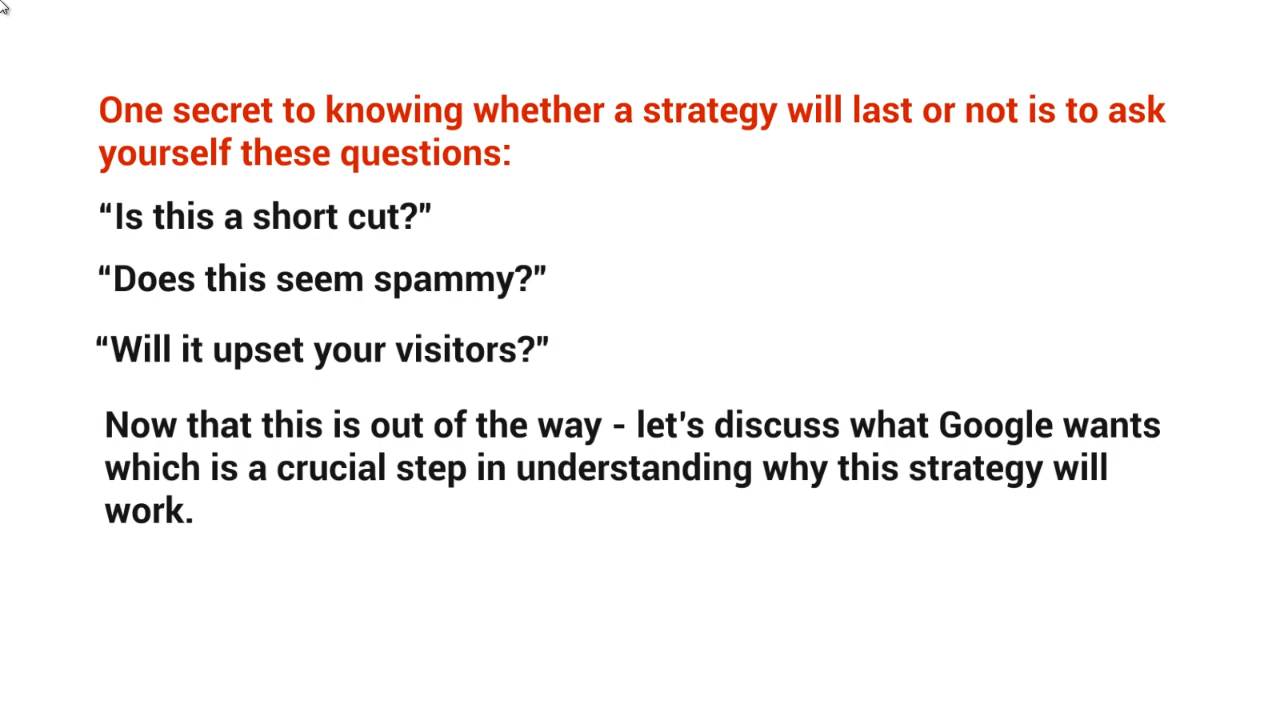 One secret to knowing whether a strategy will last or not is to ask
yourself these questions:
“Is this a short cut?”
“Does this seem spammy?”
“Will it upset your visitors?”
Now that this is out of the way - let's discuss what Google wants
which is a crucial step in understanding why this strategy will
work.